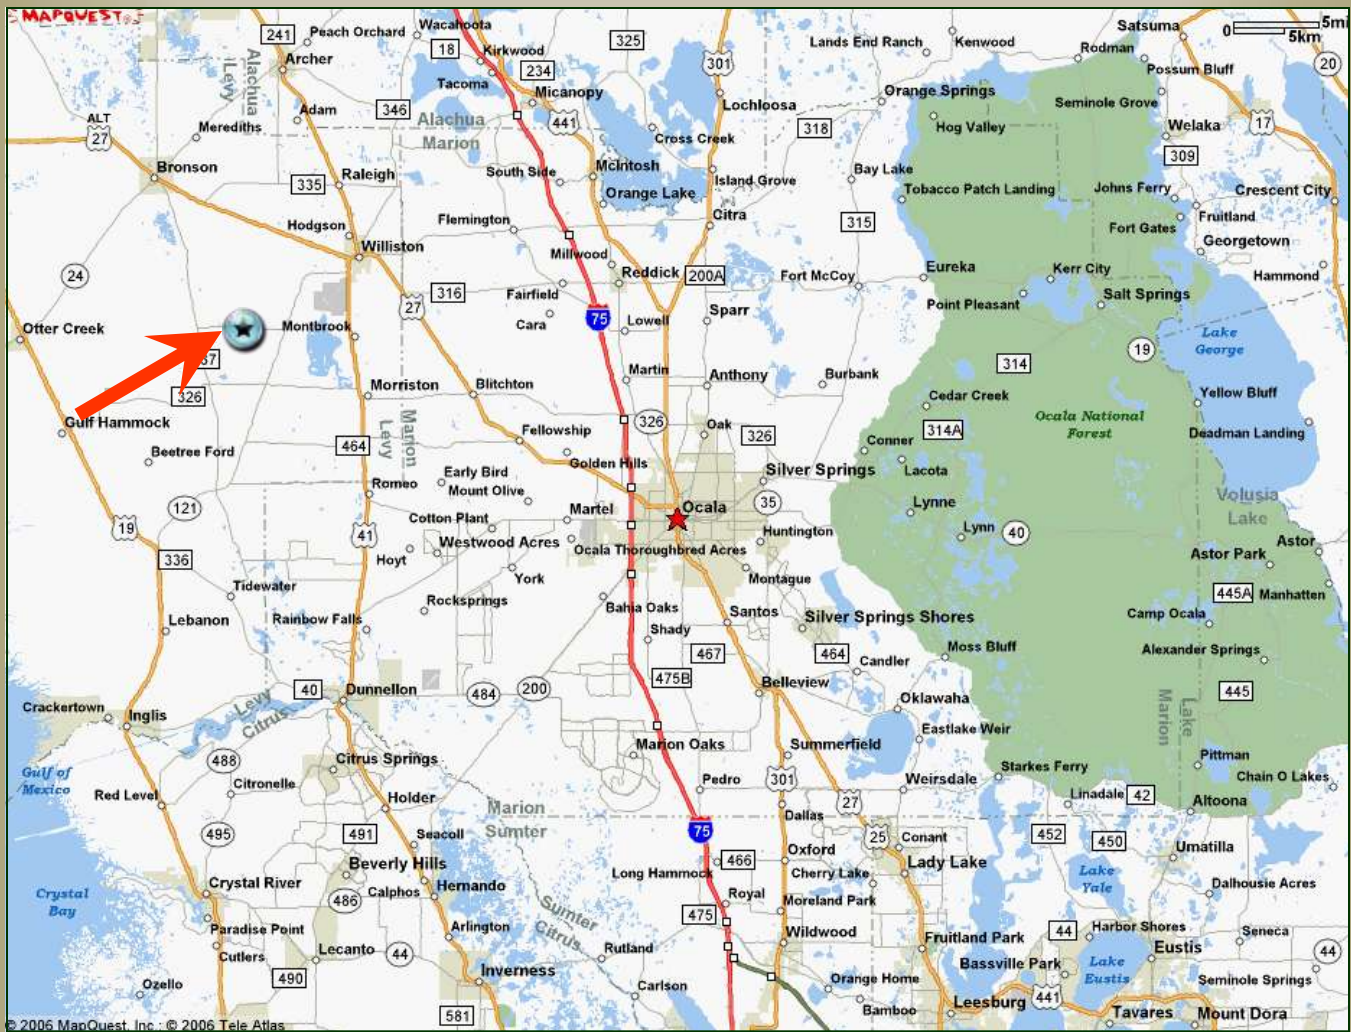 MAPQUEST
Wacahoota
Satsuma
0 5mi
5km
241
Peach Orchard
18
Kirkwood
325
Lands End Ranch
Kenwood
Rodman
Archer
Alachua
Levy
234
301
20
Tacoma
Micanopy
Possum Bluff
Orange Springs
Seminole Grove
Adam
346
Lochloosa
ALT
27
Merediths
Alachua
Marion
441
318
Hog Valley
Welaka
17
Cross Creek
309
Bronson
335
Raleigh
South Side
McIntosh
Island Grove
Bay Lake
Orange Lake
Tobacco Patch Landing
Johns Ferry
Crescent City
Hodgson
Flemington
Citra
315
Fruitland
Fort Gates
Williston
Millwood
Georgetown
24
Reddick
200A
Fort McCoy
Eureka
Kerr City
Hammond
27
316
Fairfield
Point Pleasant
Salt Springs
Otter Creek
Montbrook
Cara
75
Lowell
Sparr
Lake
George
19
314
326
Morriston
Blitchton
Martin
Anthony
Burbank
Cedar Creek
Yellow Bluff
Gulf Hammock
Marion
Levy
326
Oak
326
314A
Ocala National
Forest
Deadman Landing
464
Fellowship
Conner
Beetree Ford
Golden Hills
Silver Springs
Lacota
Early Bird
Romeo
Mount Olive
35
Lynne
Volusia
Lake
121
Martel
Ocala
19
41
Cotton Plant
Huntington
Lynn
40
Astor
Westwood Acres
Ocala Thoroughbred Acres
Astor Park
336
Hoyt
York
Montague
Tidewater
Rocksprings
Bahia Oaks
Santos
Silver Springs Shores
445A
Manhatten
Lebanon
Rainbow Falls
Shady
Camp Ocala
467
464
Candler
Moss Bluff
Alexander Springs
475B
Belleview
40
Dunnellon
484
200
Oklawaha
445
Crackertown
Inglis
Levy
Citrus
Marion
Lake
Eastlake Weir
488
Citrus Springs
Marion Oaks
Summerfield
Pittman
Gulf of
Mexico
Citronelle
Pedro
301
Weirsdale
Starkes Ferry
Chain O Lakes
Red Level
Holder
Marion
Sumter
27
Linadale
42
Altoona
Dallas
495
491
Seacoll
75
25
Conant
452
450
Umatilla
Beverly Hills
466
Oxford
Lady Lake
Crystal River
Calphos
Hernando
Long Hammock
Cherry Lake
Lake
Yale
Dalhousie Acres
Crystal
Bay
486
Royal
Moreland Park
475
Sumter
Citrus
Paradise Point
Arlington
Wildwood
Fruitland Park
44
Harbor Shores
Seneca
Cutlers
Lecanto
44
Rutland
Bassville Park
Eustis
44
Lake
Eustis
490
Inverness
Orange Home
Seminole Springs
Ozello
Carlson
Leesburg
441
581
Bamboo
Tavares
Mount Dora
© 2006 MapQuest, Inc.; © 2006 Tele Atlas